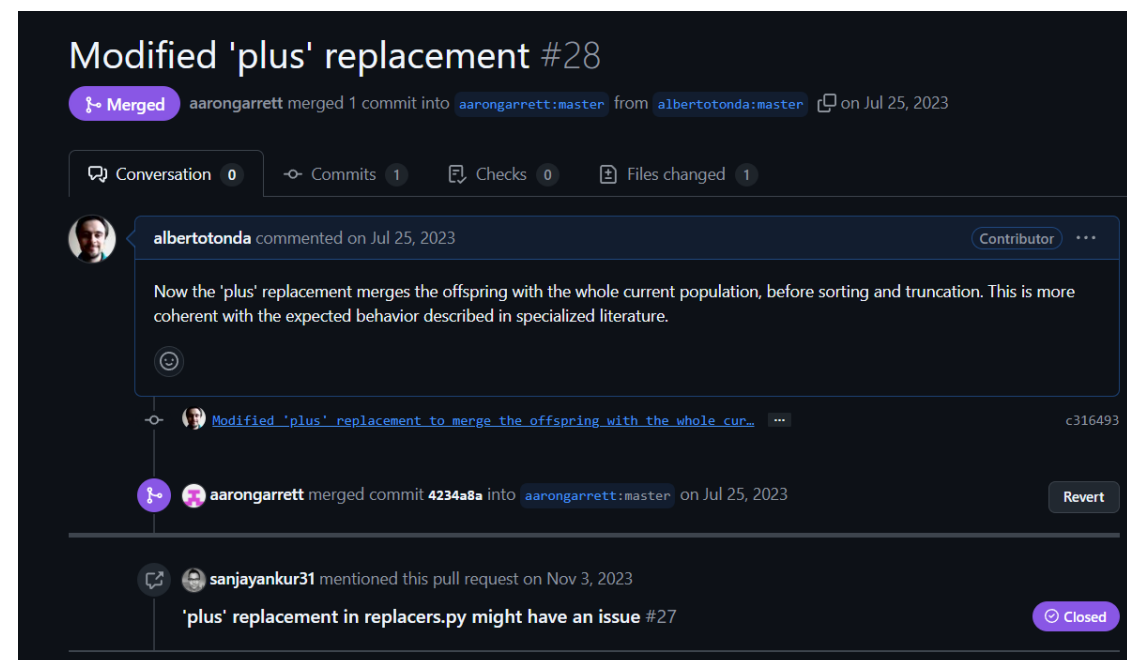 Modified 'plus' replacement #28
Merged aarongarrett merged 1 commit into aarongarrett:master from albertotonda:master on Jul 25, 2023
Conversation 0 Commits 1 Checks 0 Files changed 1
albertotonda commented on Jul 25, 2023 Contributor ···
Now the 'plus' replacement merges the offspring with the whole current population, before sorting and truncation. This is more
coherent with the expected behavior described in specialized literature.
Modified 'plus' replacement to merge the offspring with the whole cur… ··· c316493
aarongarrett merged commit 4234a8a into aarongarrett:master on Jul 25, 2023 Revert
sanjayankur31 mentioned this pull request on Nov 3, 2023
'plus' replacement in replacers.py might have an issue #27 Closed